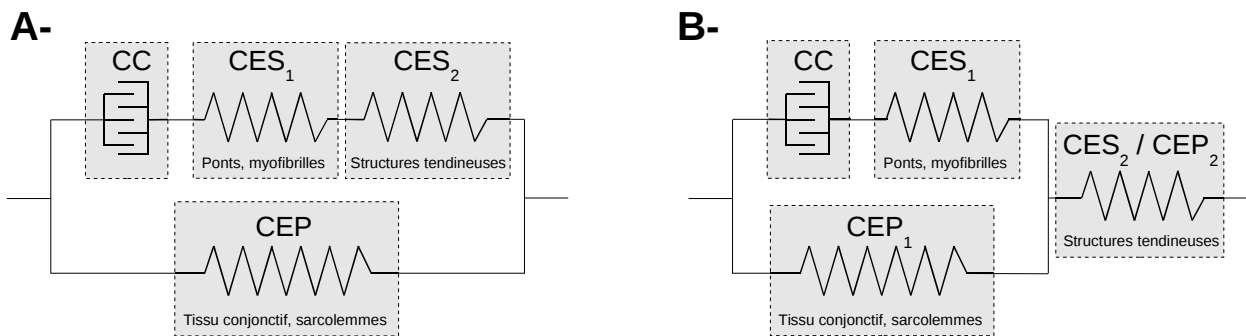 A-
CC
CES1
CES2
Ponts, myofibrilles
Structures tendineuses
CEP
Tissu conjonctif, sarcolemmes
B-
CC
CES1
Ponts, myofibrilles
CES2 / CEP2
Structures tendineuses
CEP1
Tissu conjonctif, sarcolemmes